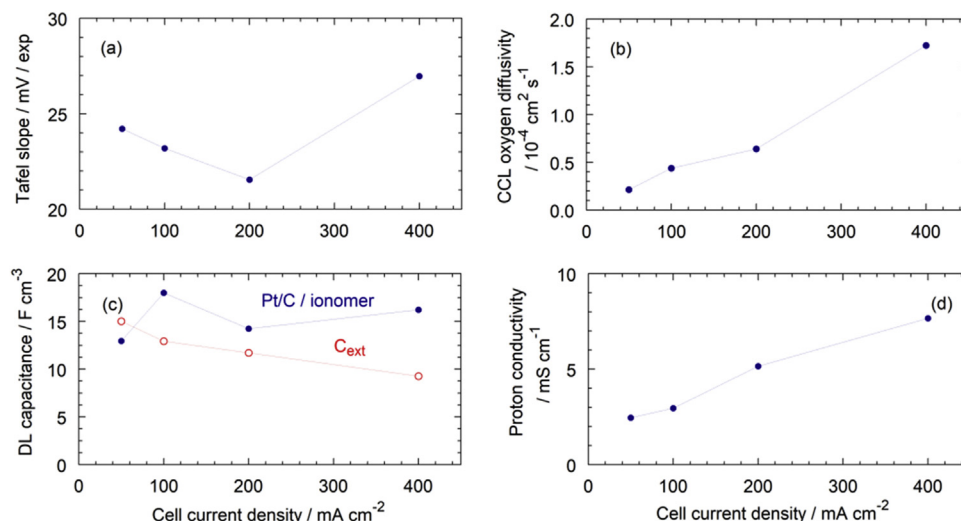 30
25
20
Tafel slope / mV / exp
(a)
0 100 200 300 400
2.0
1.5
1.0
0.5
0.0
CCL oxygen diffusivity
/ 10⁻⁴ cm² s⁻¹
(b)
0 100 200 300 400
20
15
10
5
0
DL capacitance / F cm⁻³
(c)
Pt/C / ionomer
C_ext
0 100 200 300 400
Cell current density / mA cm⁻²
10
5
0
Proton conductivity
/ mS cm⁻¹
(d)
0 100 200 300 400
Cell current density / mA cm⁻²